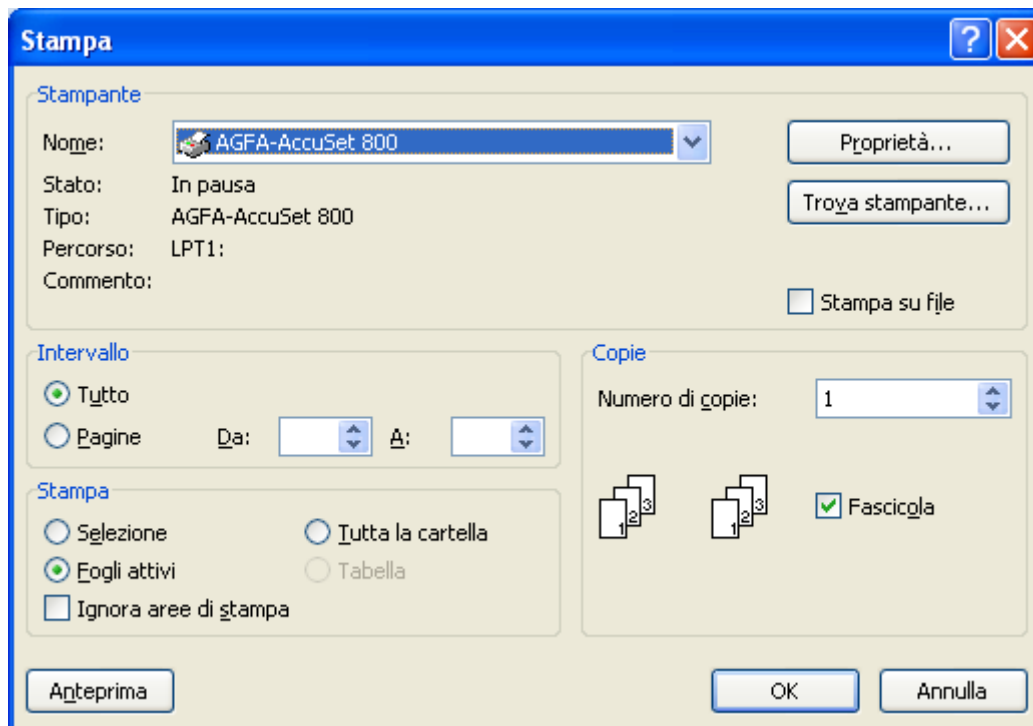 Stampa
Stampante
Nome: AGFA-AccuSet 800 Proprietà...
Stato: In pausa
Tipo: AGFA-AccuSet 800 Trova stampante...
Percorso: LPT1:
Commento:
Stampa su file
Intervallo
Tutto
Pagine Da: A:
Copie
Numero di copie: 1
1 2 3 1 2 3 Fascicola
Stampa
Selezione Tutta la cartella
Fogli attivi Tabella
Ignora aree di stampa
Anteprima OK Annulla